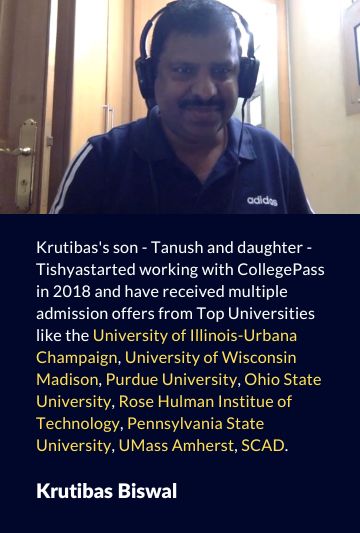 adidas
Krutibas's son - Tanush and daughter -
Tishyastarted working with CollegePass
in 2018 and have received multiple
admission offers from Top Universities
like the University of Illinois-Urbana
Champaign, University of Wisconsin
Madison, Purdue University, Ohio State
University, Rose Hulman Institue of
Technology, Pennsylvania State
University, UMass Amherst, SCAD.
Krutibas Biswal